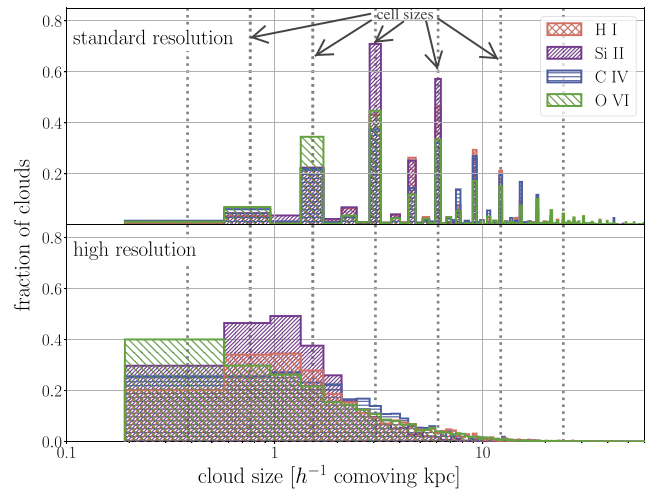 0.8
0.6
0.4
0.2
standard resolution
cell sizes
H I
Si II
C IV
O VI
fraction of clouds
0.8
0.6
0.4
0.2
0.0
high resolution
0.1
1
10
cloud size [h⁻¹ comoving kpc]